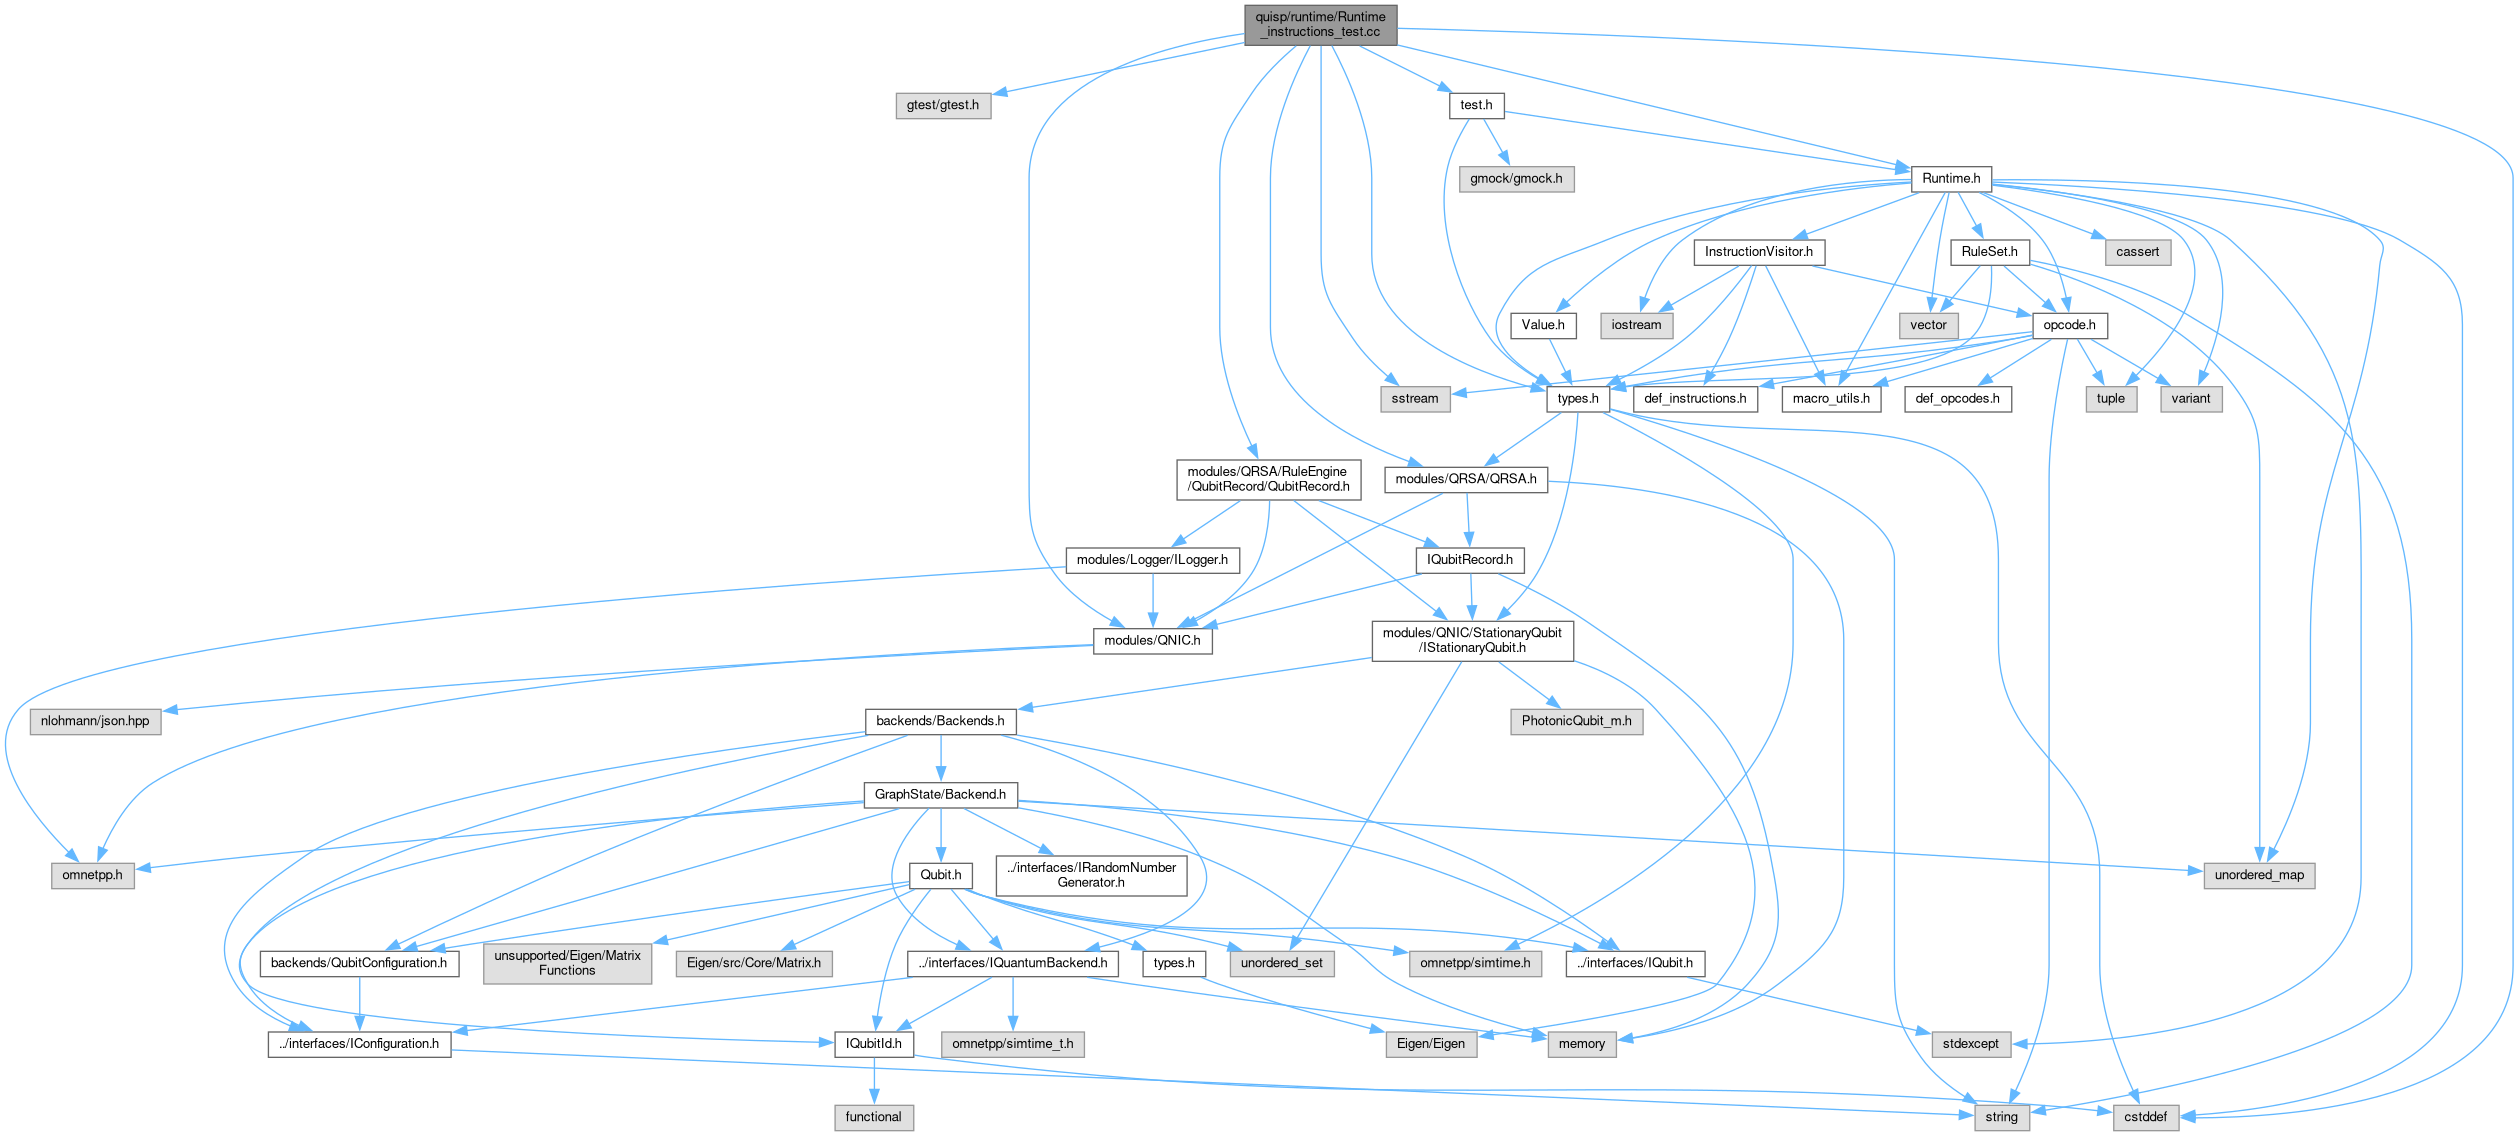 quisp/runtime/Runtime
_instructions_test.cc
gtest/gtest.h
test.h
gmock/gmock.h
Runtime.h
InstructionVisitor.h
RuleSet.h
cassert
Value.h
iostream
vector
opcode.h
sstream
types.h
def_instructions.h
macro_utils.h
def_opcodes.h
tuple
variant
modules/QRSA/RuleEngine
/QubitRecord/QubitRecord.h
modules/QRSA/QRSA.h
modules/Logger/ILogger.h
IQubitRecord.h
modules/QNIC.h
modules/QNIC/StationaryQubit
/IStationaryQubit.h
nlohmann/json.hpp
backends/Backends.h
PhotonicQubit_m.h
GraphState/Backend.h
omnetpp.h
Qubit.h
../interfaces/IRandomNumber
Generator.h
unordered_map
backends/QubitConfiguration.h
unsupported/Eigen/Matrix
Functions
Eigen/src/Core/Matrix.h
../interfaces/IQuantumBackend.h
types.h
unordered_set
omnetpp/simtime.h
../interfaces/IQubit.h
../interfaces/IConfiguration.h
IQubitId.h
omnetpp/simtime_t.h
Eigen/Eigen
memory
stdexcept
functional
string
cstddef